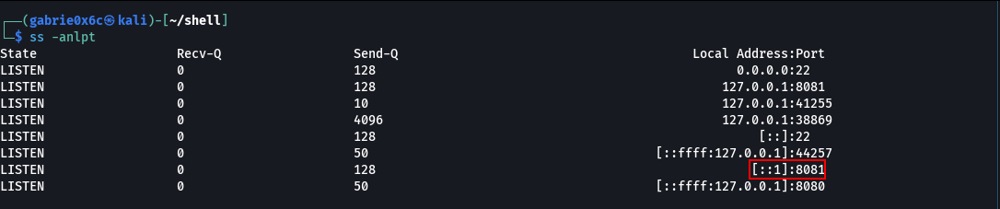 ┌──(gabrie0x6c㉿kali)-[~/shell]
└─$ ss -anlpt
State Recv-Q Send-Q Local Address:Port
LISTEN 0 128 0.0.0.0:22
LISTEN 0 128 127.0.0.1:8081
LISTEN 0 10 127.0.0.1:41255
LISTEN 0 4096 127.0.0.1:38869
LISTEN 0 128 [::]:22
LISTEN 0 50 [::ffff:127.0.0.1]:44257
LISTEN 0 128 [::1]:8081
LISTEN 0 50 [::ffff:127.0.0.1]:8080